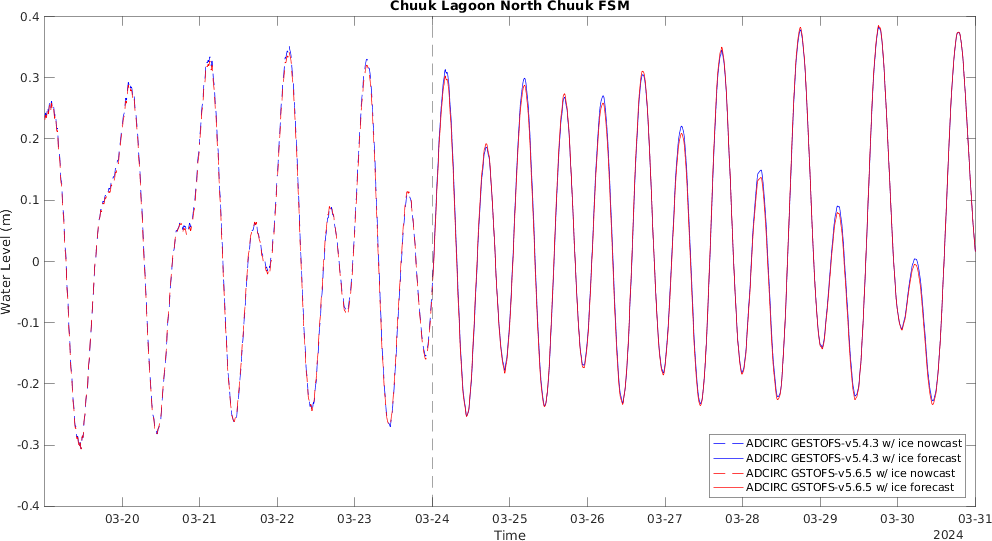 Chuuk Lagoon North Chuuk FSM
Water Level (m)
0.4
0.3
0.2
0.1
0
-0.1
-0.2
-0.3
-0.4
ADCIRC GESTOFS-v5.4.3 w/ ice nowcast
ADCIRC GESTOFS-v5.4.3 w/ ice forecast
ADCIRC GSTOFS-v5.6.5 w/ ice nowcast
ADCIRC GSTOFS-v5.6.5 w/ ice forecast
03-20 03-21 03-22 03-23 03-24 03-25 03-26 03-27 03-28 03-29 03-30 03-31
Time
2024